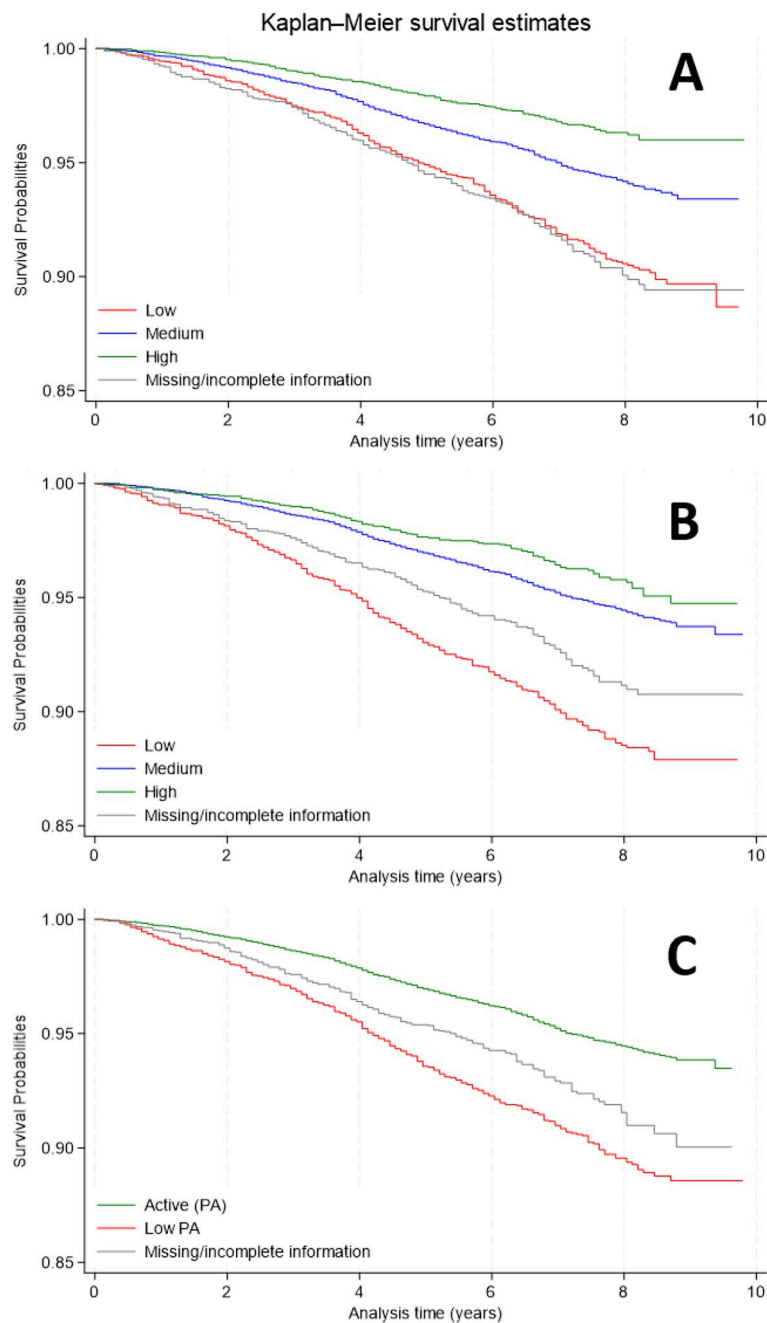 Kaplan–Meier survival estimates
A
1.00
0.95
0.90
0.85
Survival Probabilities
Low
Medium
High
Missing/incomplete information
0 2 4 6 8 10
Analysis time (years)
B
1.00
0.95
0.90
0.85
Survival Probabilities
Low
Medium
High
Missing/incomplete information
0 2 4 6 8 10
Analysis time (years)
C
1.00
0.95
0.90
0.85
Survival Probabilities
Active (PA)
Low PA
Missing/incomplete information
0 2 4 6 8 10
Analysis time (years)